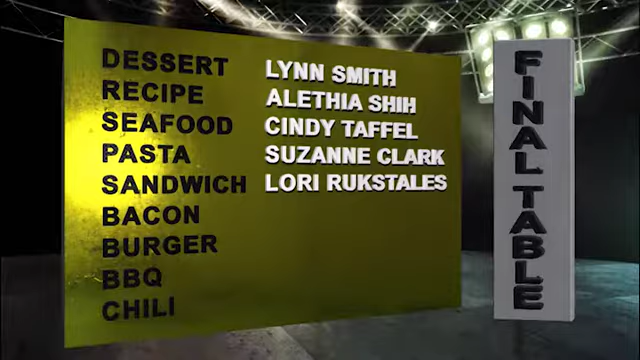 DESSERT LYNN SMITH
RECIPE ALETHIA SHIH
SEAFOOD CINDY TAFFEL
PASTA SUZANNE CLARK
SANDWICH LORI RUKSTALES
BACON
BURGER
BBQ
CHILI
FINAL TABLE